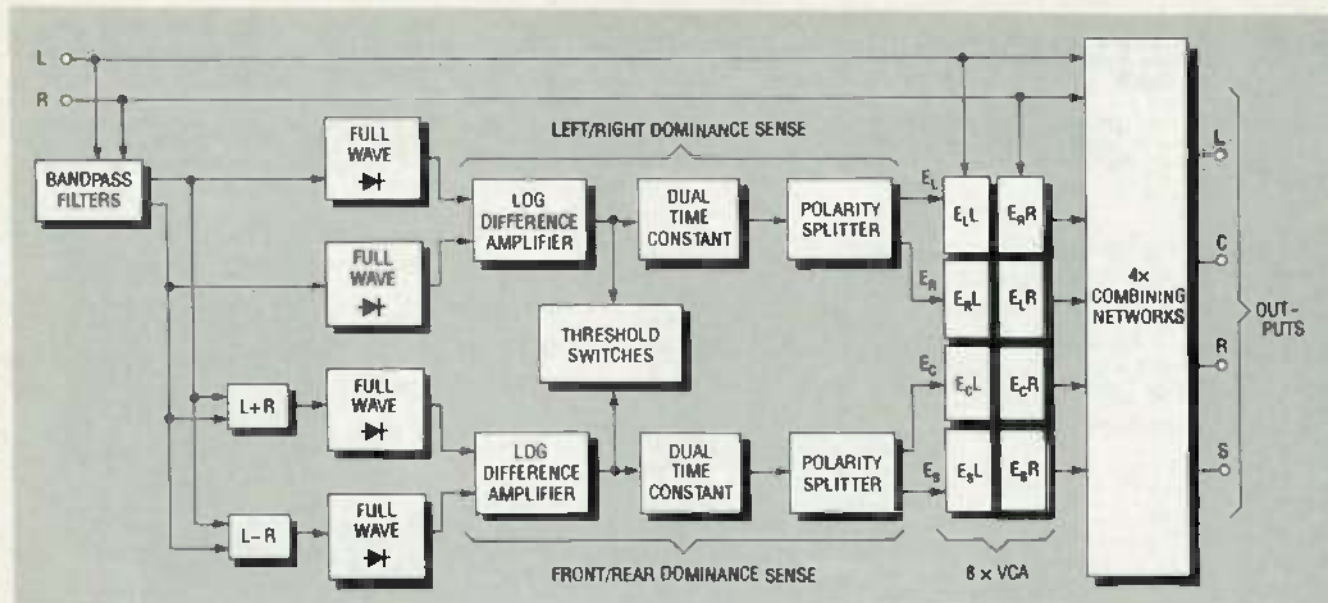 L
R
BANDPASS
FILTERS
FULL
WAVE
FULL
WAVE
L+R
FULL
WAVE
L−R
FULL
WAVE
LEFT/RIGHT DOMINANCE SENSE
LOG
DIFFERENCE
AMPLIFIER
DUAL
TIME
CONSTANT
POLARITY
SPLITTER
THRESHOLD
SWITCHES
LOG
DIFFERENCE
AMPLIFIER
DUAL
TIME
CONSTANT
POLARITY
SPLITTER
FRONT/REAR DOMINANCE SENSE
E_L
E_R
E_C
E_S
E_LL E_RR
E_RL E_LR
E_CL E_CR
E_SL E_SR
8 × VCA
4×
COMBINING
NETWORKS
L
C
R
S
OUT-
PUTS